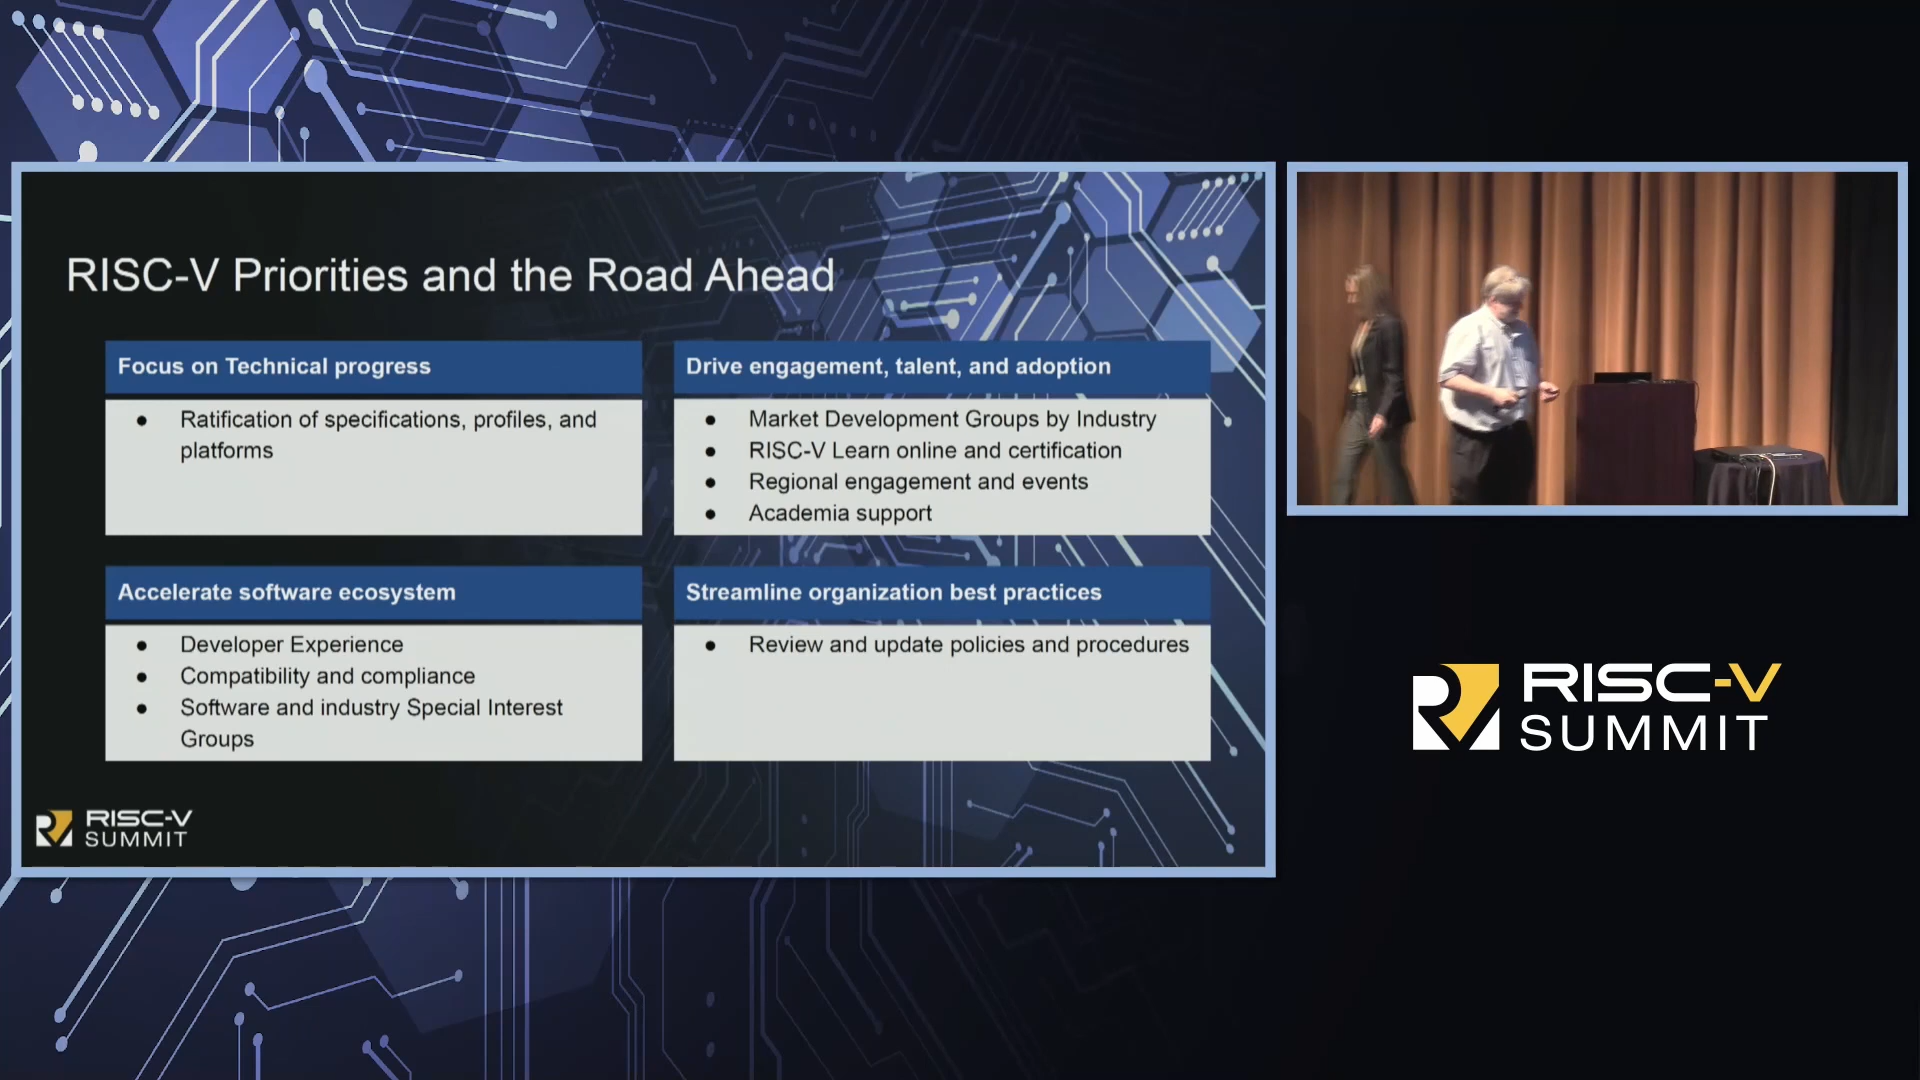 RISC-V Priorities and the Road Ahead
Focus on Technical progress
● Ratification of specifications, profiles, and
platforms
Drive engagement, talent, and adoption
● Market Development Groups by Industry
● RISC-V Learn online and certification
● Regional engagement and events
● Academia support
Accelerate software ecosystem
● Developer Experience
● Compatibility and compliance
● Software and industry Special Interest
Groups
Streamline organization best practices
● Review and update policies and procedures
RISC-V
SUMMIT
RISC-V
SUMMIT